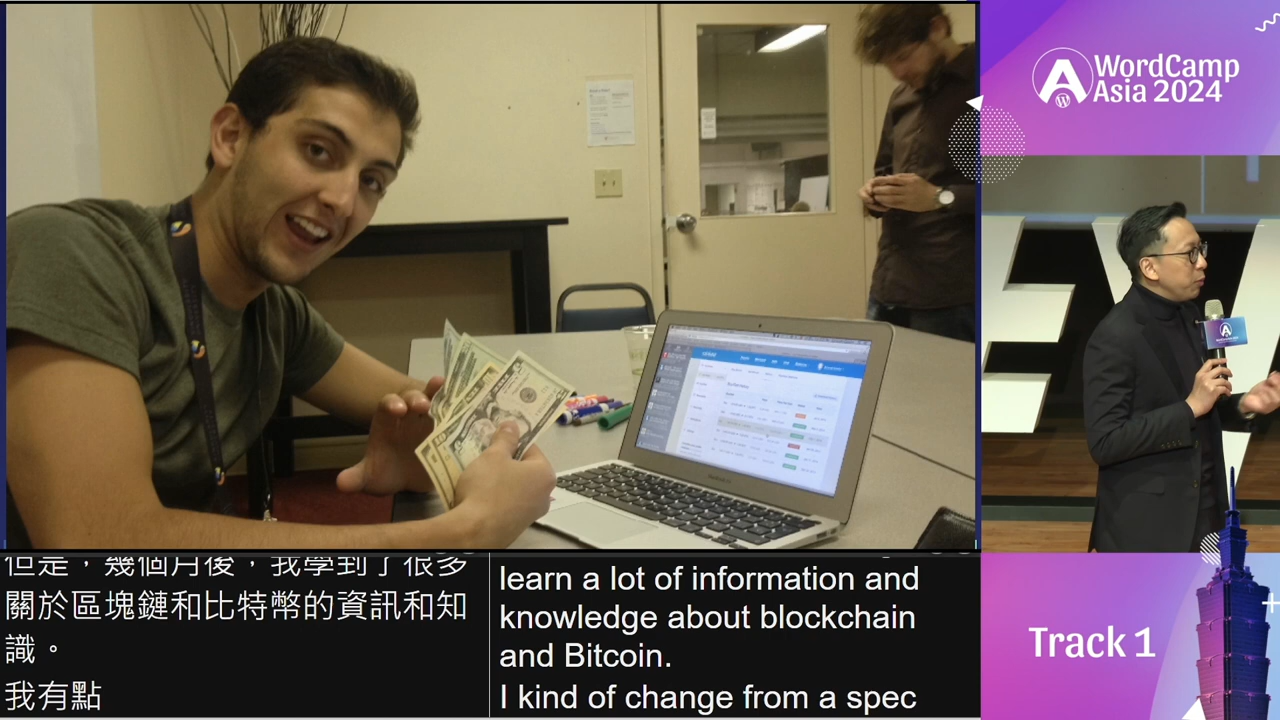 WordCamp
Asia 2024
但是，幾個月後，我學到了很多
關於區塊鏈和比特幣的資訊和知
識。
我有點
learn a lot of information and
knowledge about blockchain
and Bitcoin.
I kind of change from a spec
Track 1